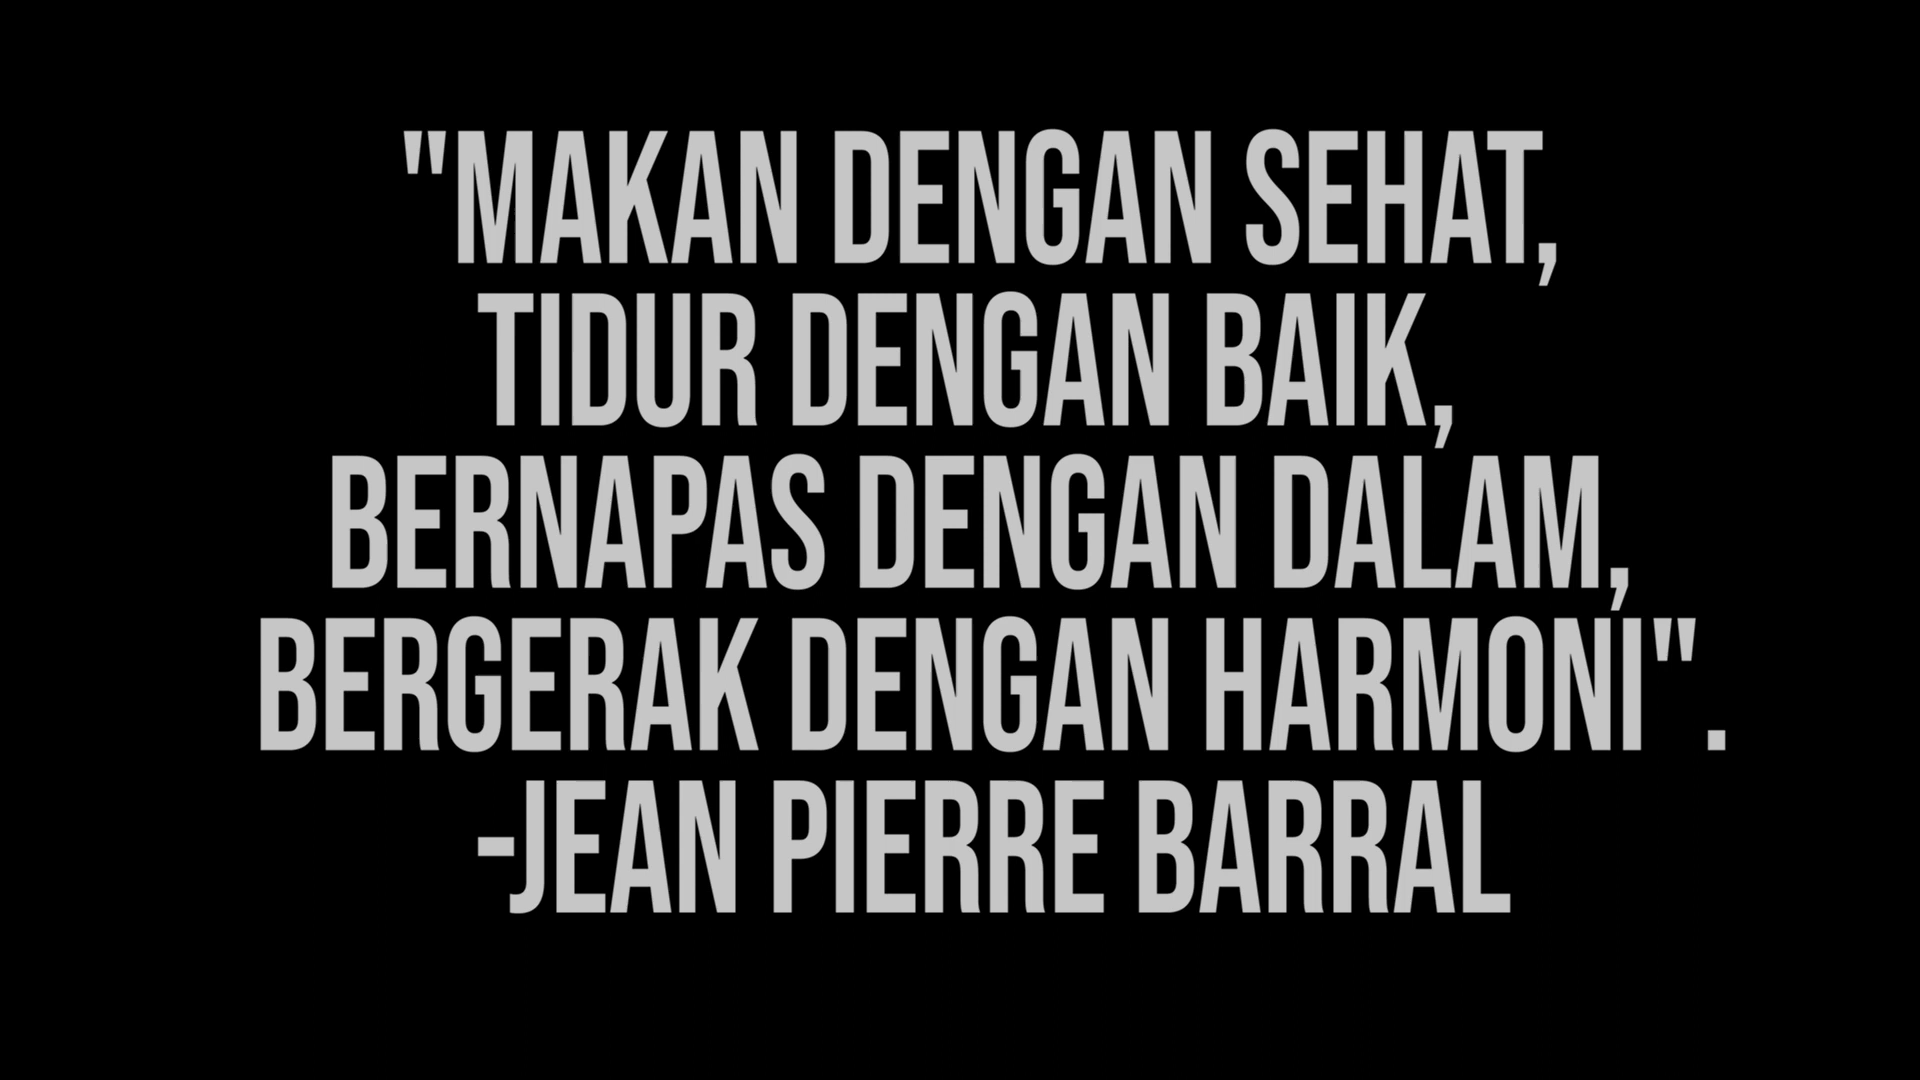 "MAKAN DENGAN SEHAT,
TIDUR DENGAN BAIK,
BERNAPAS DENGAN DALAM,
BERGERAK DENGAN HARMONI".
-JEAN PIERRE BARRAL